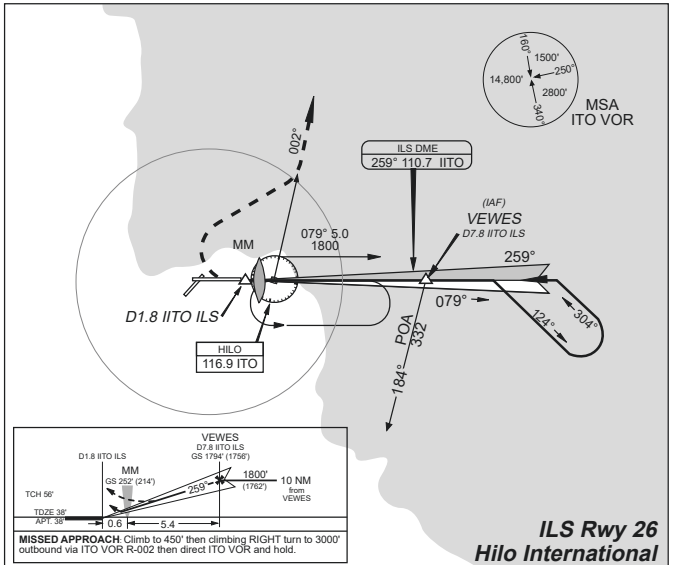 160°
1500'
14,800'
250°
2800'
340°
MSA
ITO VOR
002°
ILS DME
259° 110.7 IITO
(IAF)
VEWES
D7.8 IITO ILS
MM
079° 5.0
1800
259°
079°
D1.8 IITO ILS
HILO
116.9 ITO
POA
332
184°
124°
304°
VEWES
D7.8 IITO ILS
GS 1794' (1756')
D1.8 IITO ILS
MM
GS 252' (214')
1800'
(1762')
10 NM
from
VEWES
259°
TCH 56'
TDZE 38'
APT. 38'
0.6
5.4
MISSED APPROACH: Climb to 450' then climbing RIGHT turn to 3000'
outbound via ITO VOR R-002 then direct ITO VOR and hold.
ILS Rwy 26
Hilo International